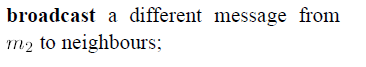 broadcast a different message from
m₂ to neighbours;